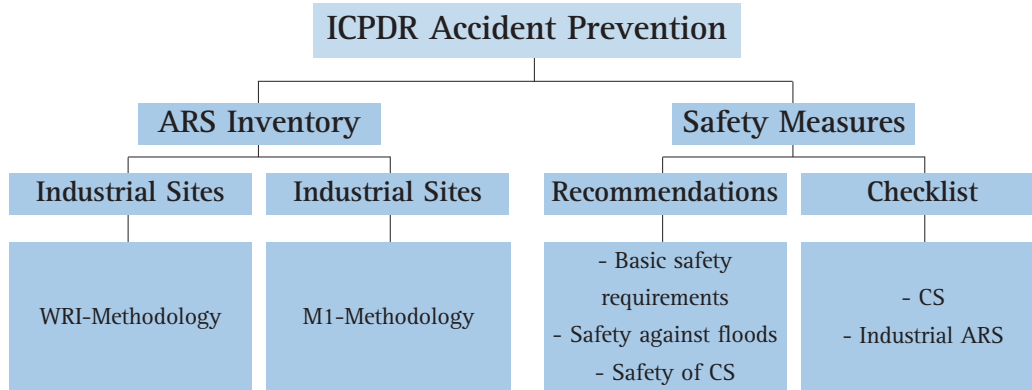 ICPDR Accident Prevention
ARS Inventory
Safety Measures
Industrial Sites
Industrial Sites
Recommendations
Checklist
WRI-Methodology
M1-Methodology
- Basic safety
requirements
- Safety against floods
- Safety of CS
- CS
- Industrial ARS